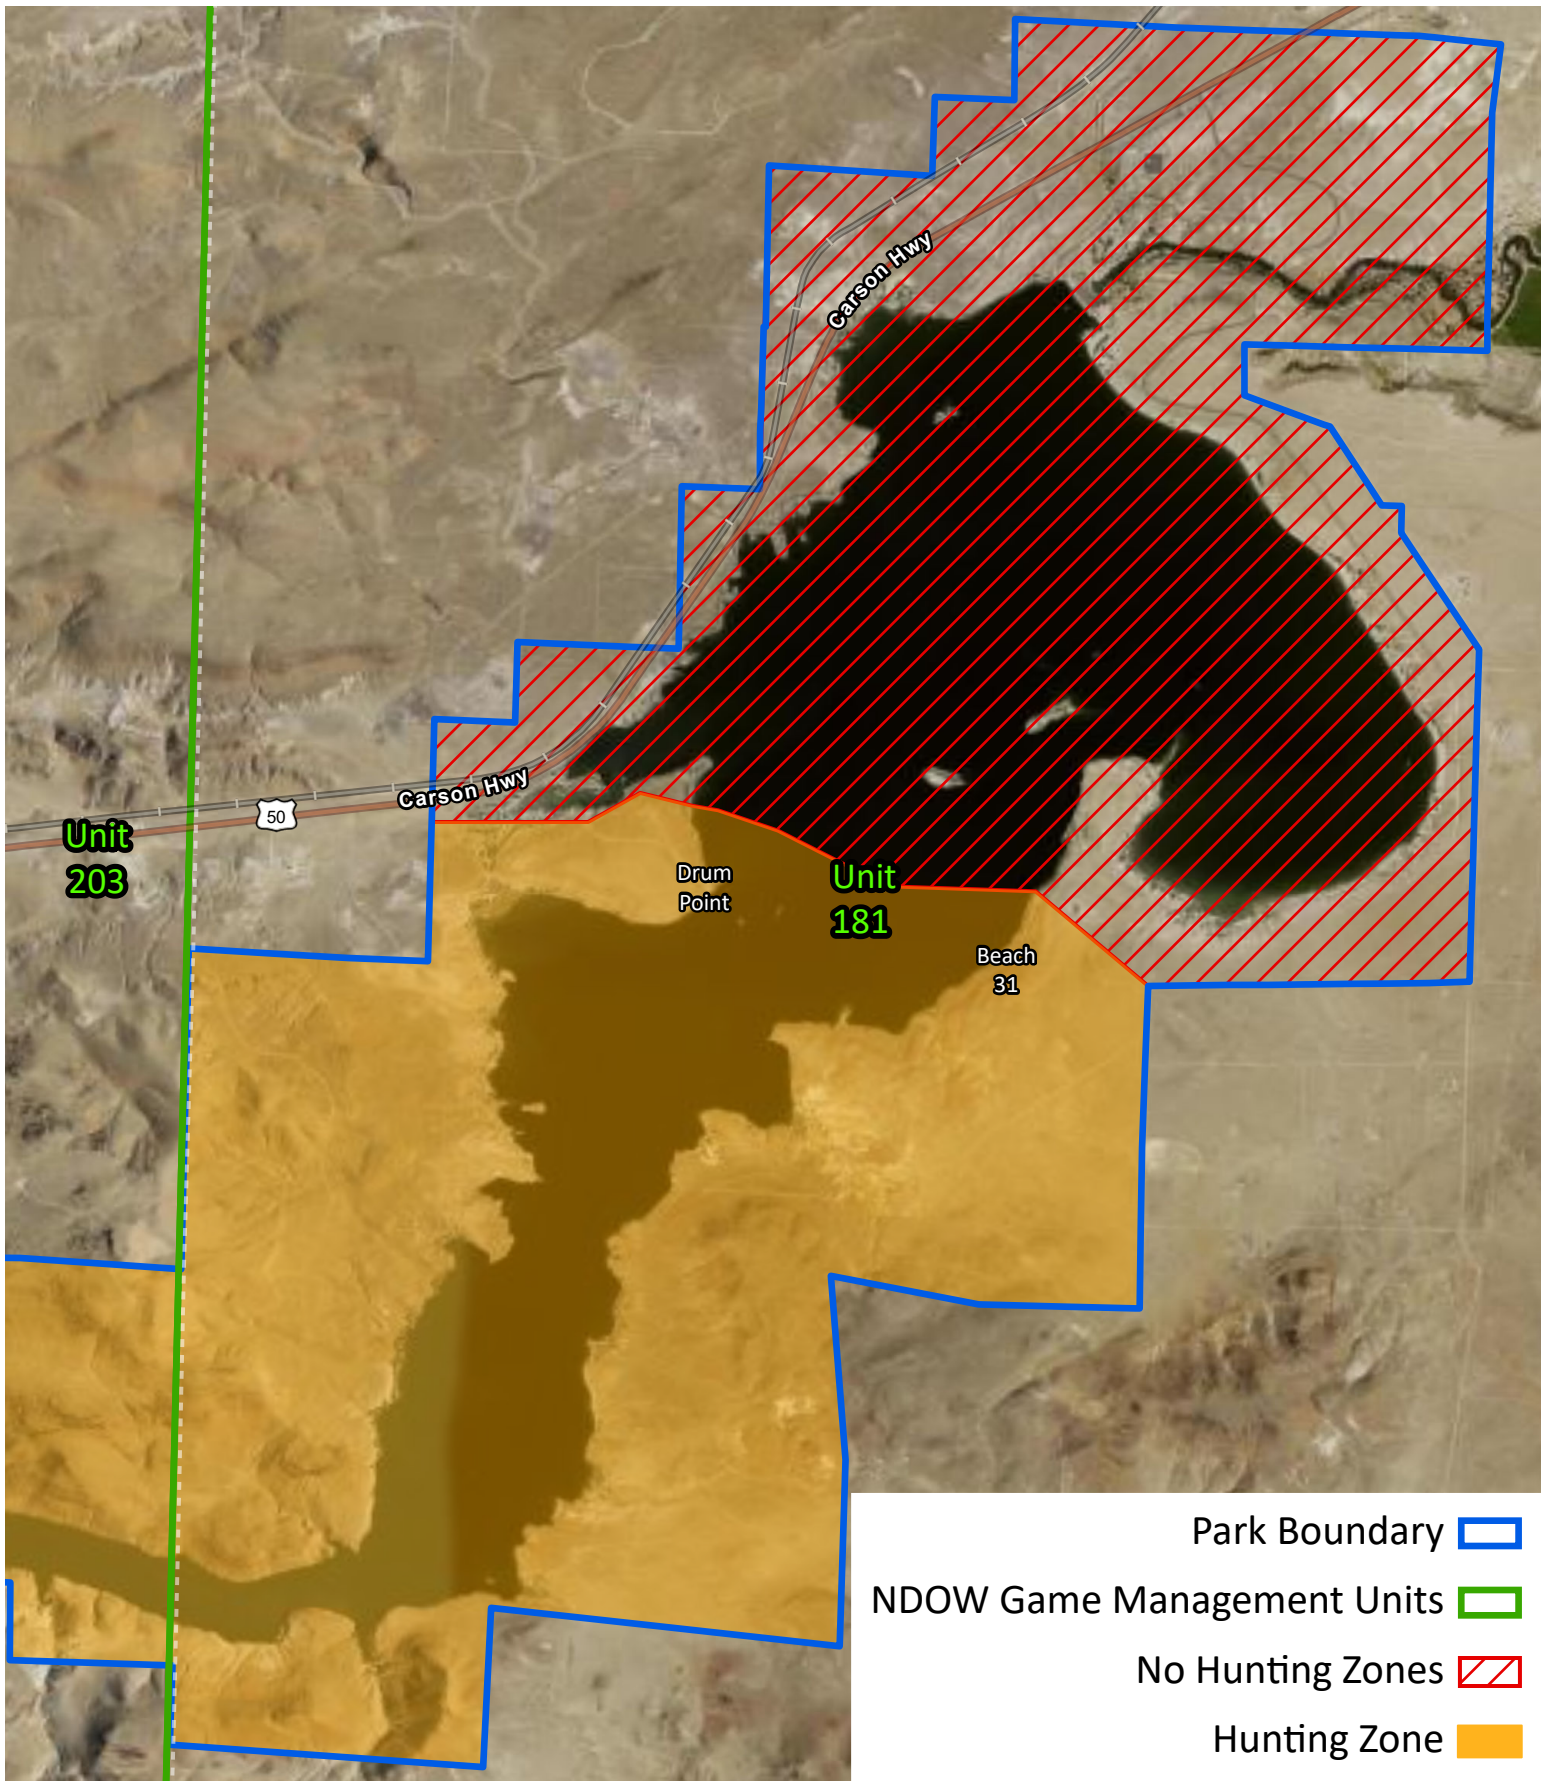 Carson Hwy
Carson Hwy
50
Unit
203
Drum
Point
Unit
181
Beach
31
Park Boundary
NDOW Game Management Units
No Hunting Zones
Hunting Zone